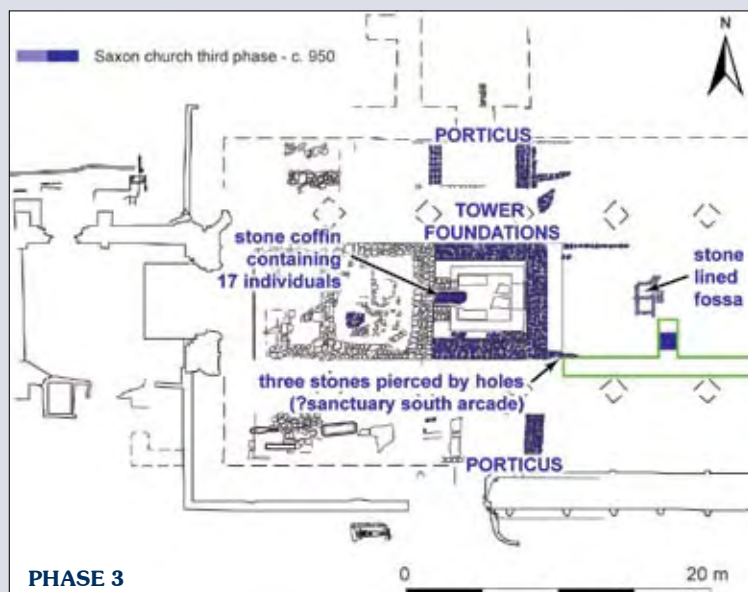 Saxon church third phase - c. 950
N
PORTICUS
TOWER
FOUNDATIONS
stone coffin
containing
17 individuals
stone
lined
fossa
three stones pierced by holes
(?sanctuary south arcade)
PORTICUS
PHASE 3
0
20 m